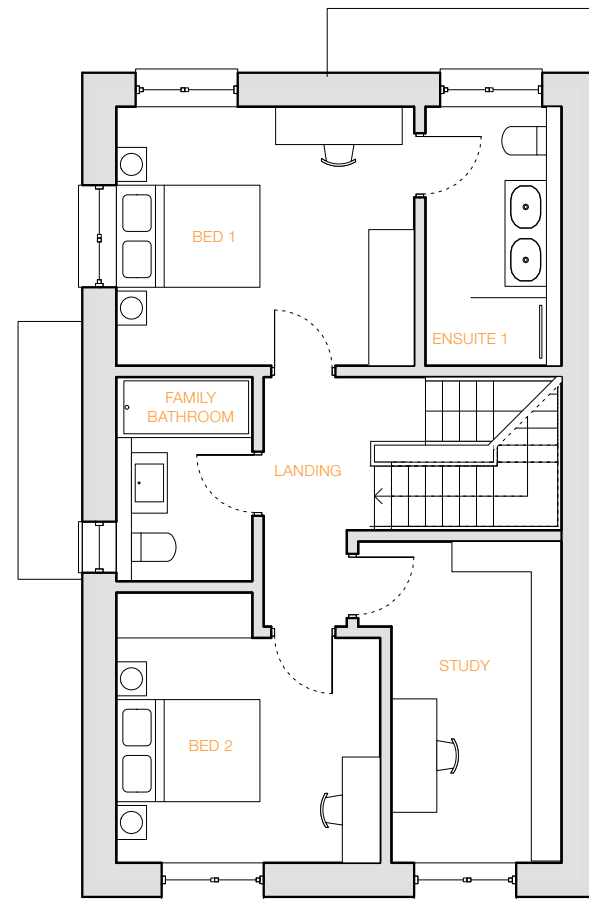 BED 1
ENSUITE 1
FAMILY
BATHROOM
LANDING
STUDY
BED 2